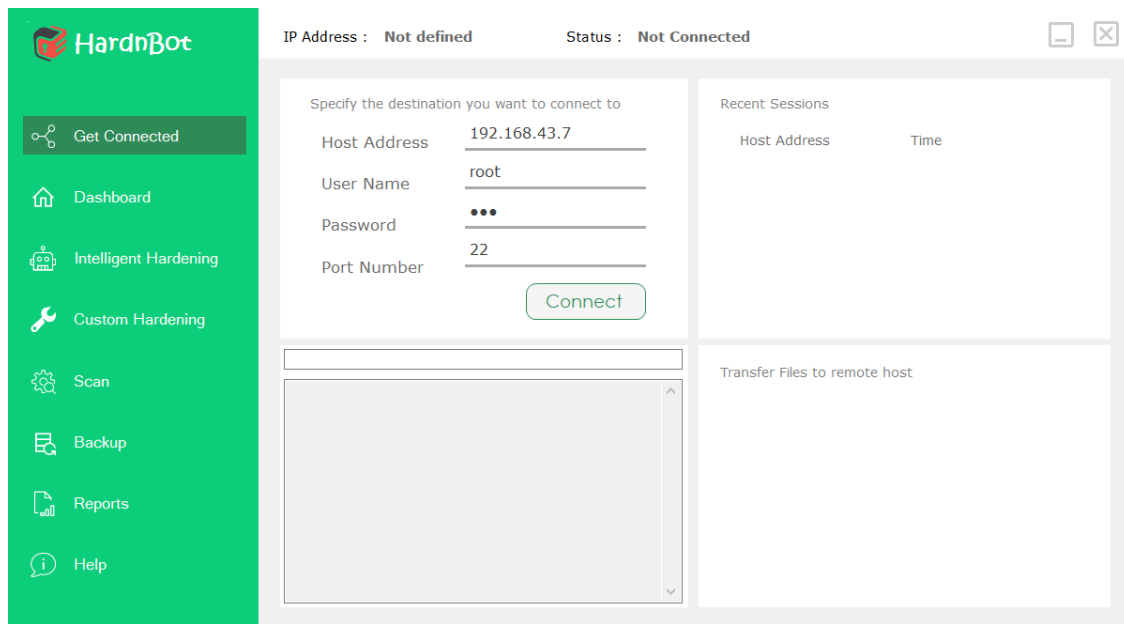 HardnBot
IP Address : Not defined Status : Not Connected
Get Connected
Dashboard
Intelligent Hardening
Custom Hardening
Scan
Backup
Reports
Help
Specify the destination you want to connect to
Host Address 192.168.43.7
User Name root
Password •••
Port Number 22
Connect
Recent Sessions
Host Address Time
Transfer Files to remote host